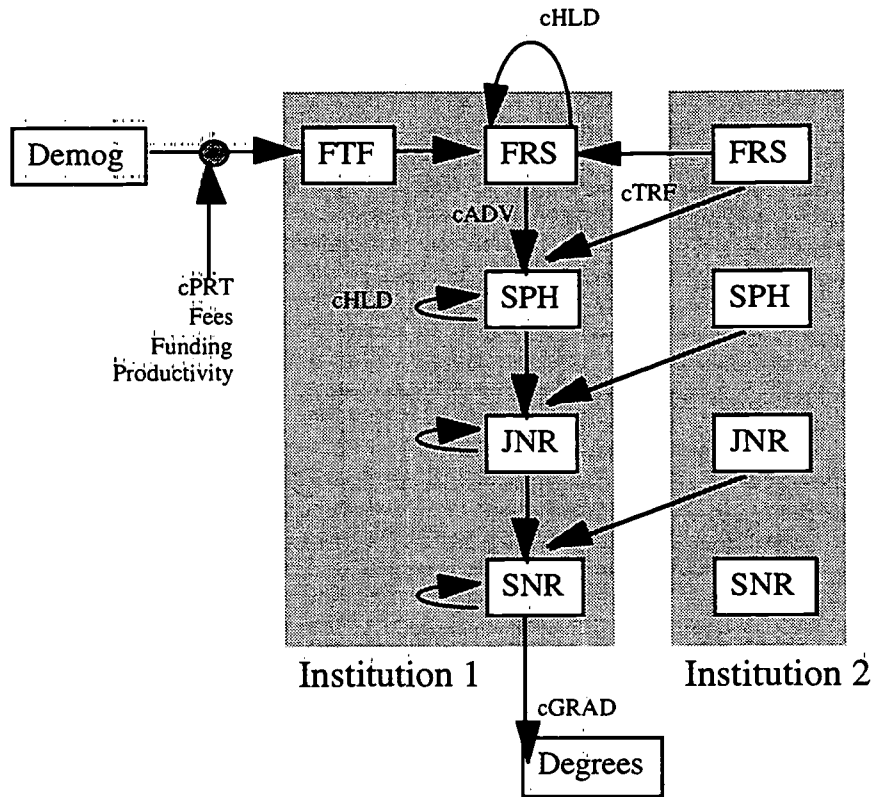 cHLD
Demog
FTF
FRS
FRS
cADV
cTRF
cPRT
Fees
Funding
Productivity
cHLD
SPH
SPH
JNR
JNR
SNR
SNR
Institution 1
Institution 2
cGRAD
Degrees